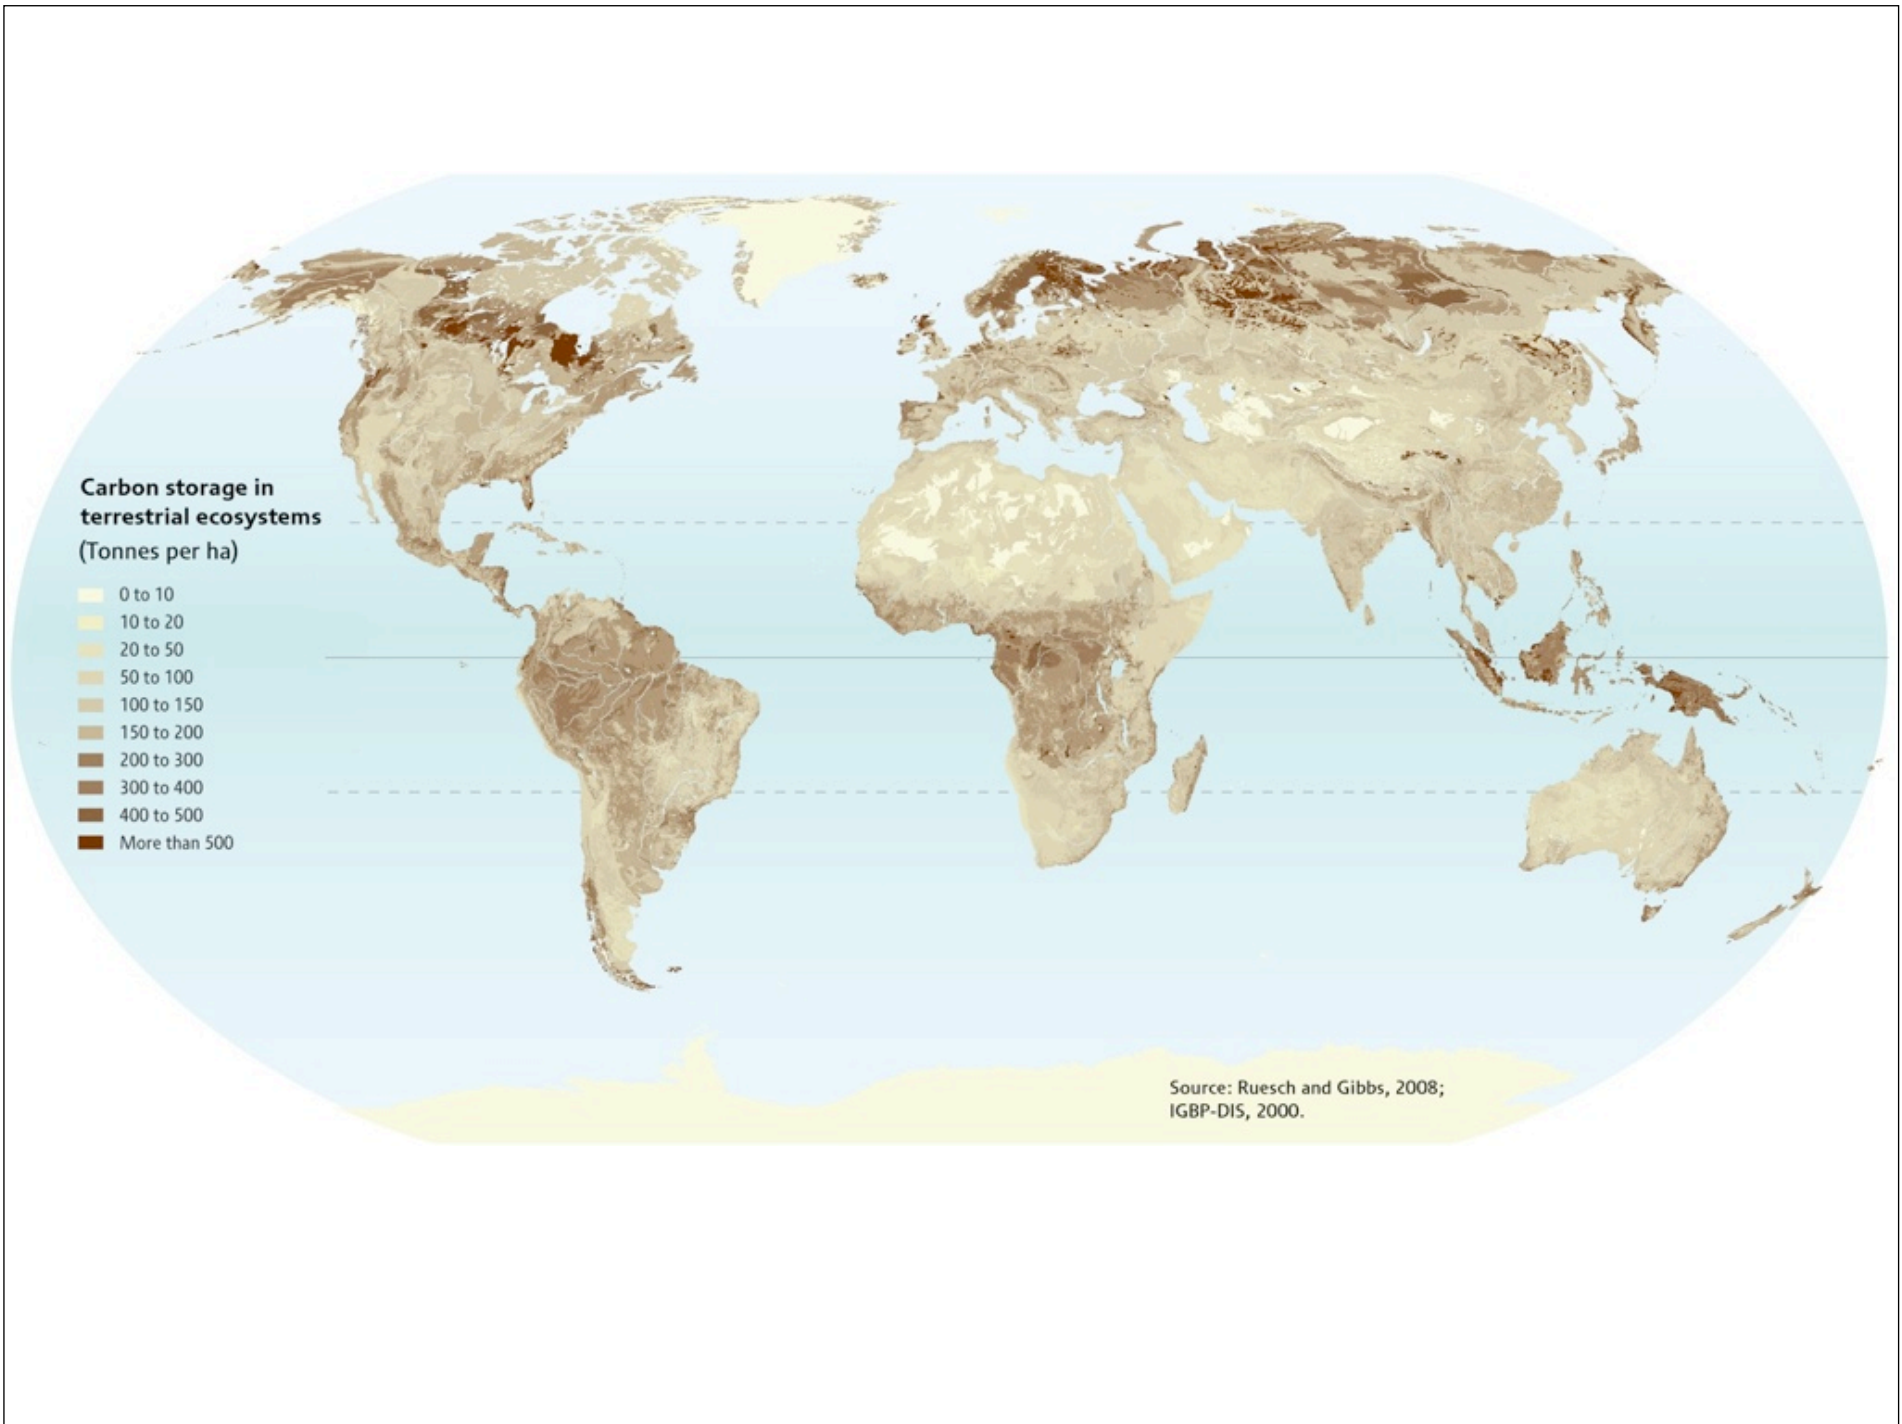 Carbon storage in
terrestrial ecosystems
(Tonnes per ha)
0 to 10
10 to 20
20 to 50
50 to 100
100 to 150
150 to 200
200 to 300
300 to 400
400 to 500
More than 500
Source: Ruesch and Gibbs, 2008;
IGBP-DIS, 2000.